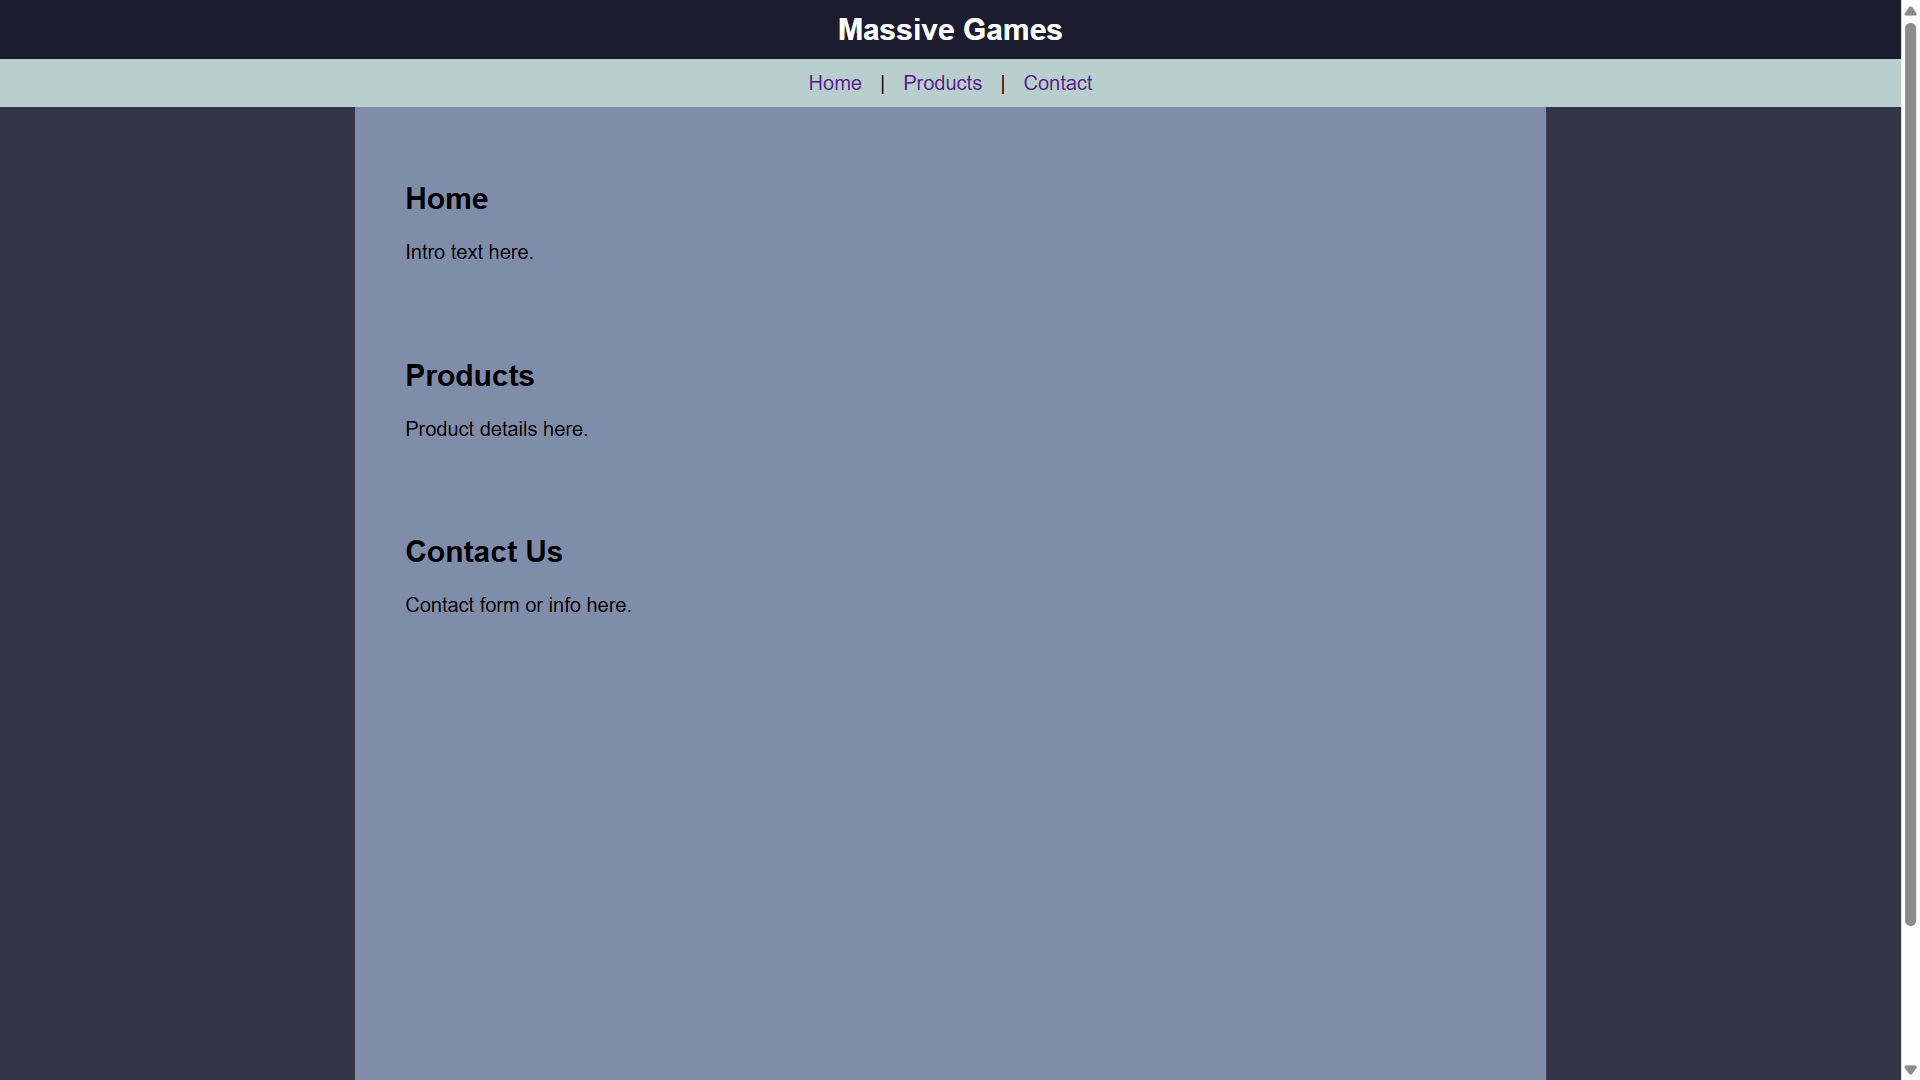 Massive Games
Home | Products | Contact
Home
Intro text here.
Products
Product details here.
Contact Us
Contact form or info here.